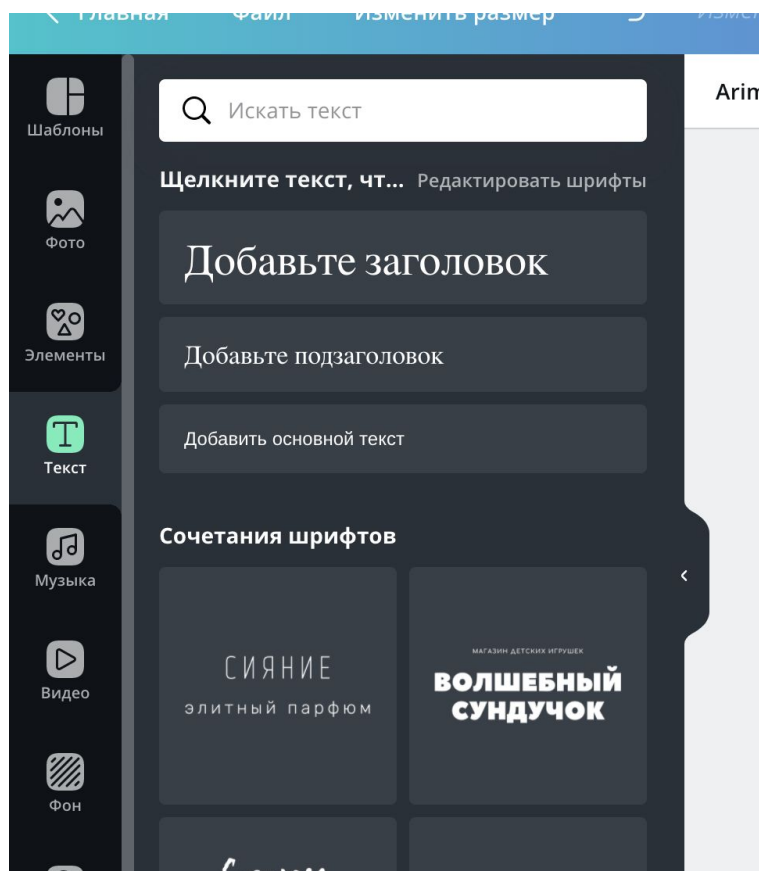 Главная Файл Изменить размер
Шаблоны
Фото
Элементы
Текст
Музыка
Видео
Фон
Искать текст
Щелкните текст, чт... Редактировать шрифты
Добавьте заголовок
Добавьте подзаголовок
Добавить основной текст
Сочетания шрифтов
СИЯНИЕ
элитный парфюм
МАГАЗИН ДЕТСКИХ ИГРУШЕК
ВОЛШЕБНЫЙ
СУНДУЧОК
Arim